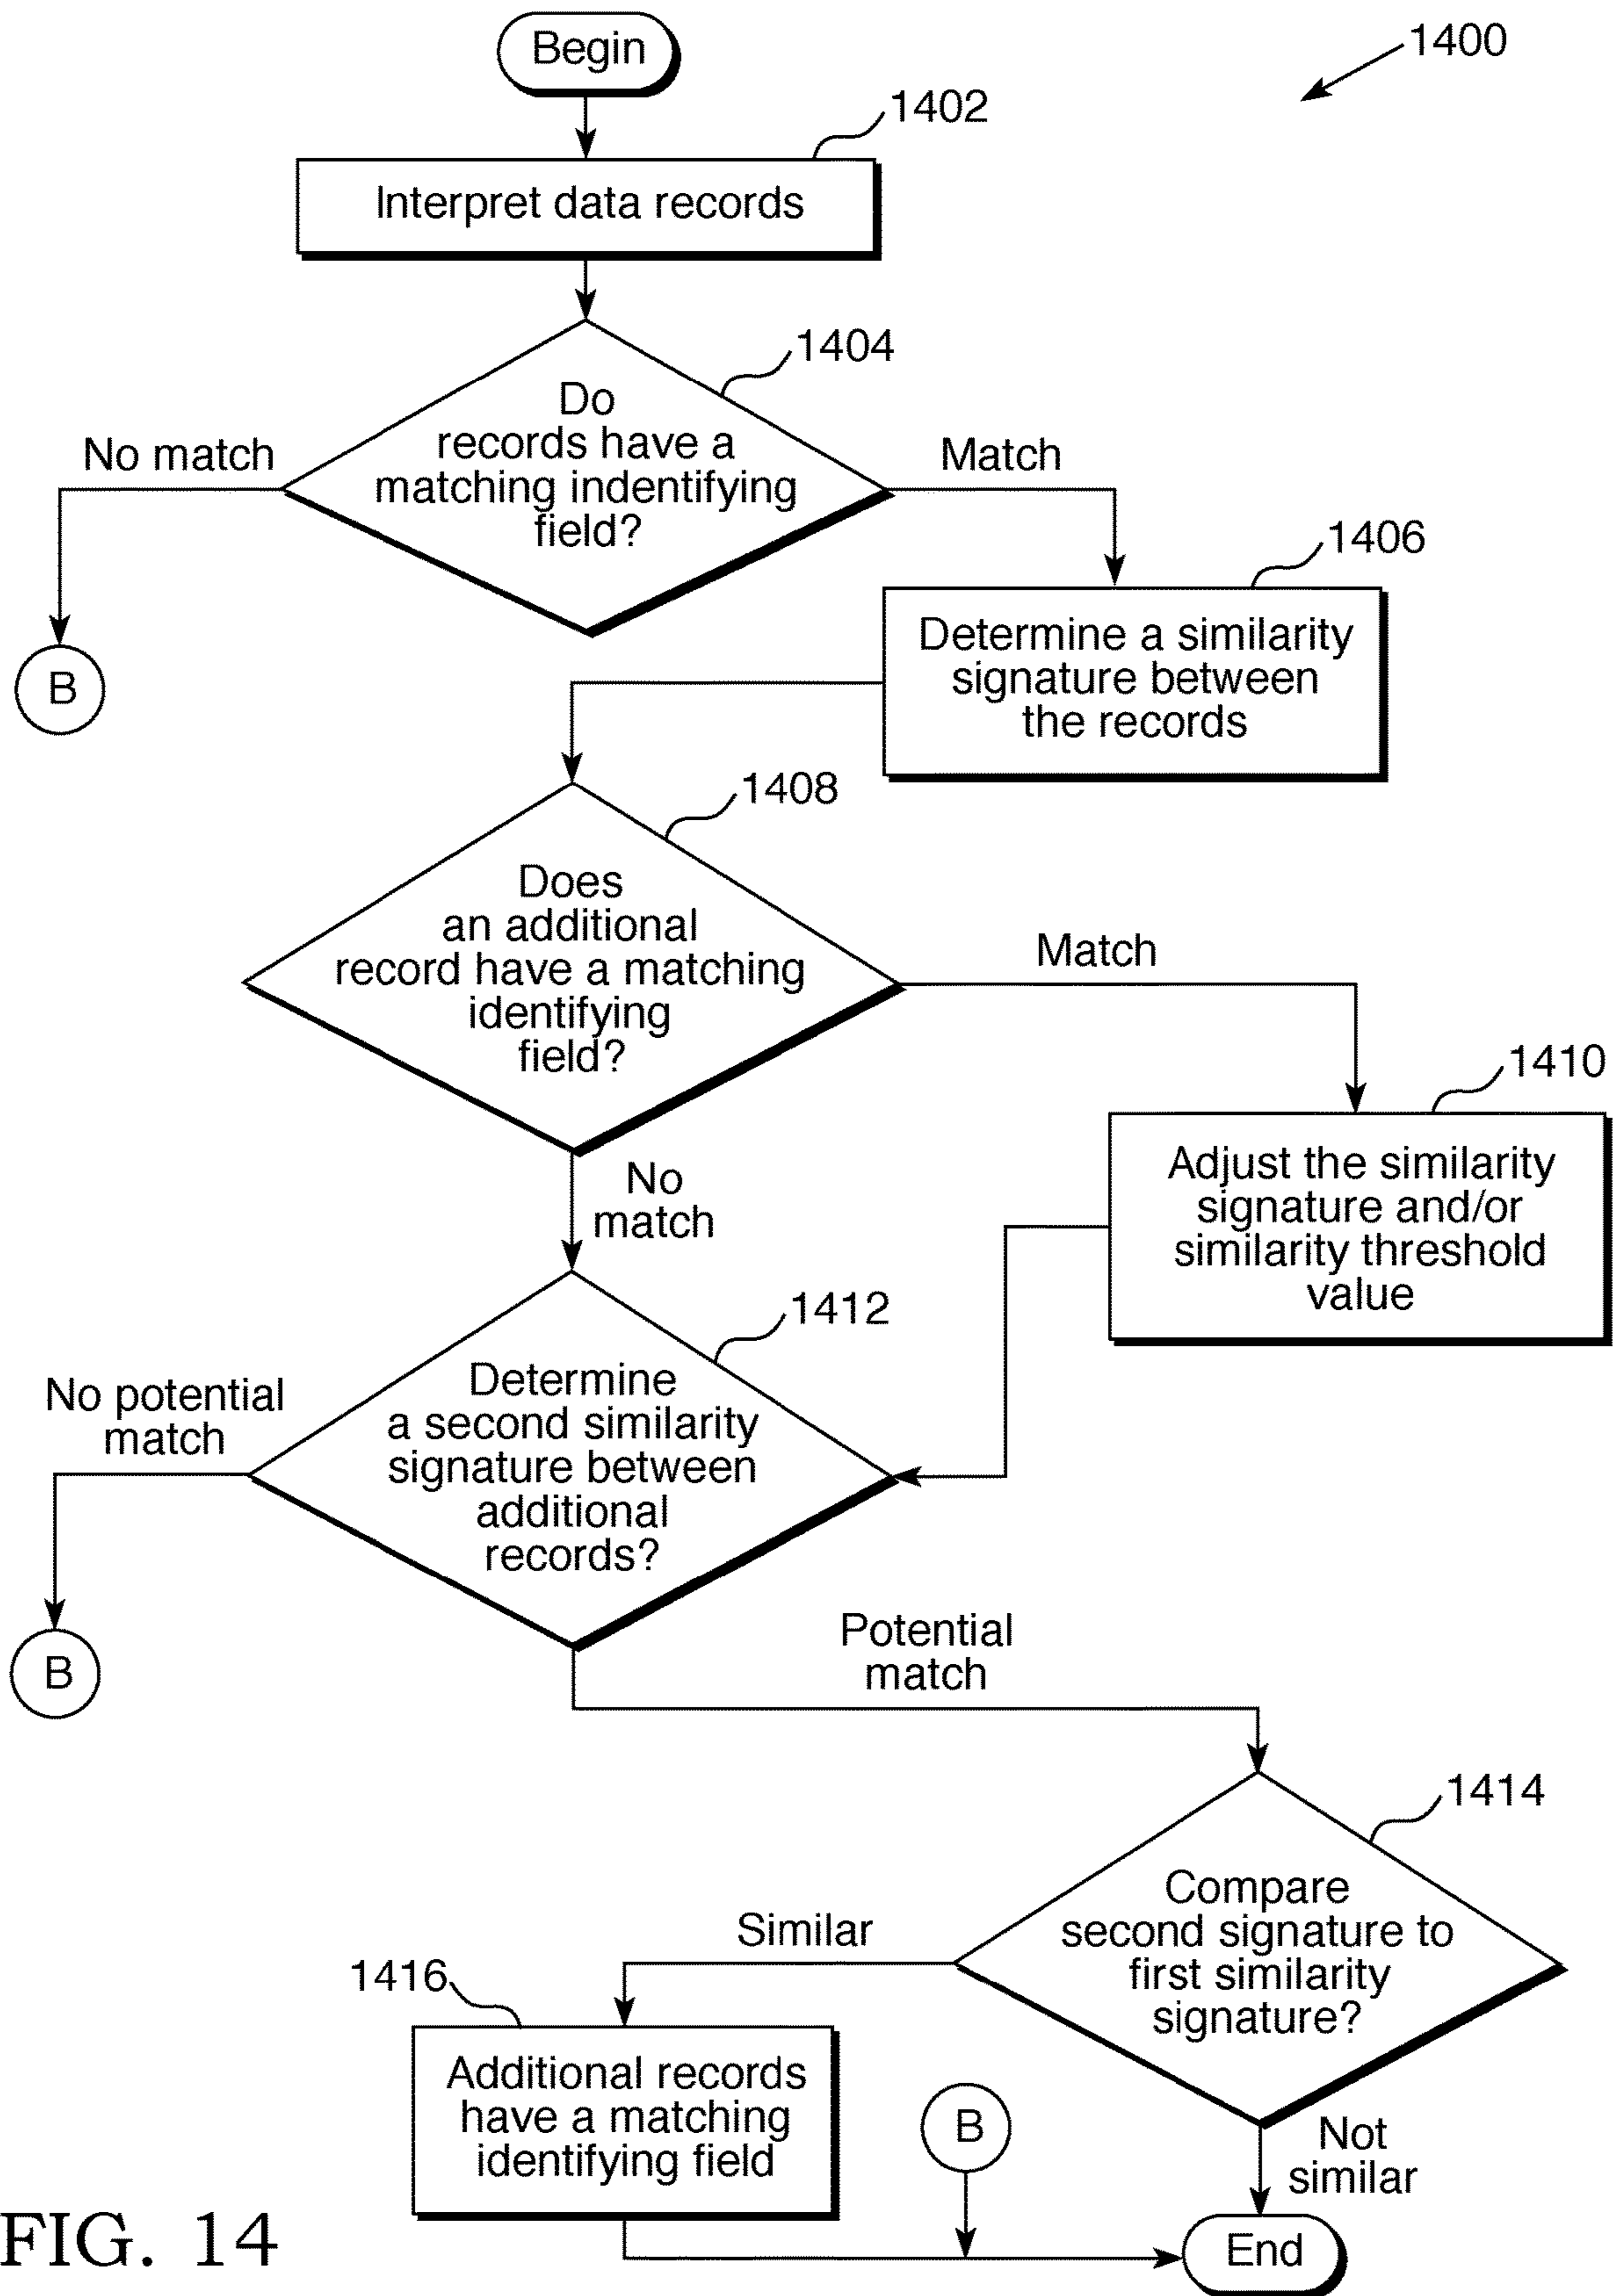 Begin
1400
1402
Interpret data records
1404
Do
records have a
matching indentifying
field?
No match
Match
B
1406
Determine a similarity
signature between
the records
1408
Does
an additional
record have a matching
identifying
field?
Match
No
match
1410
Adjust the similarity
signature and/or
similarity threshold
value
1412
Determine
a second similarity
signature between
additional
records?
No potential
match
B
Potential
match
1414
Compare
second signature to
first similarity
signature?
Similar
1416
Additional records
have a matching
identifying field
B
Not
similar
End
FIG. 14